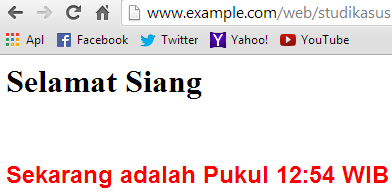 www.example.com/web/studikasus
Apl Facebook Twitter Yahoo! YouTube
Selamat Siang
Sekarang adalah Pukul 12:54 WIB